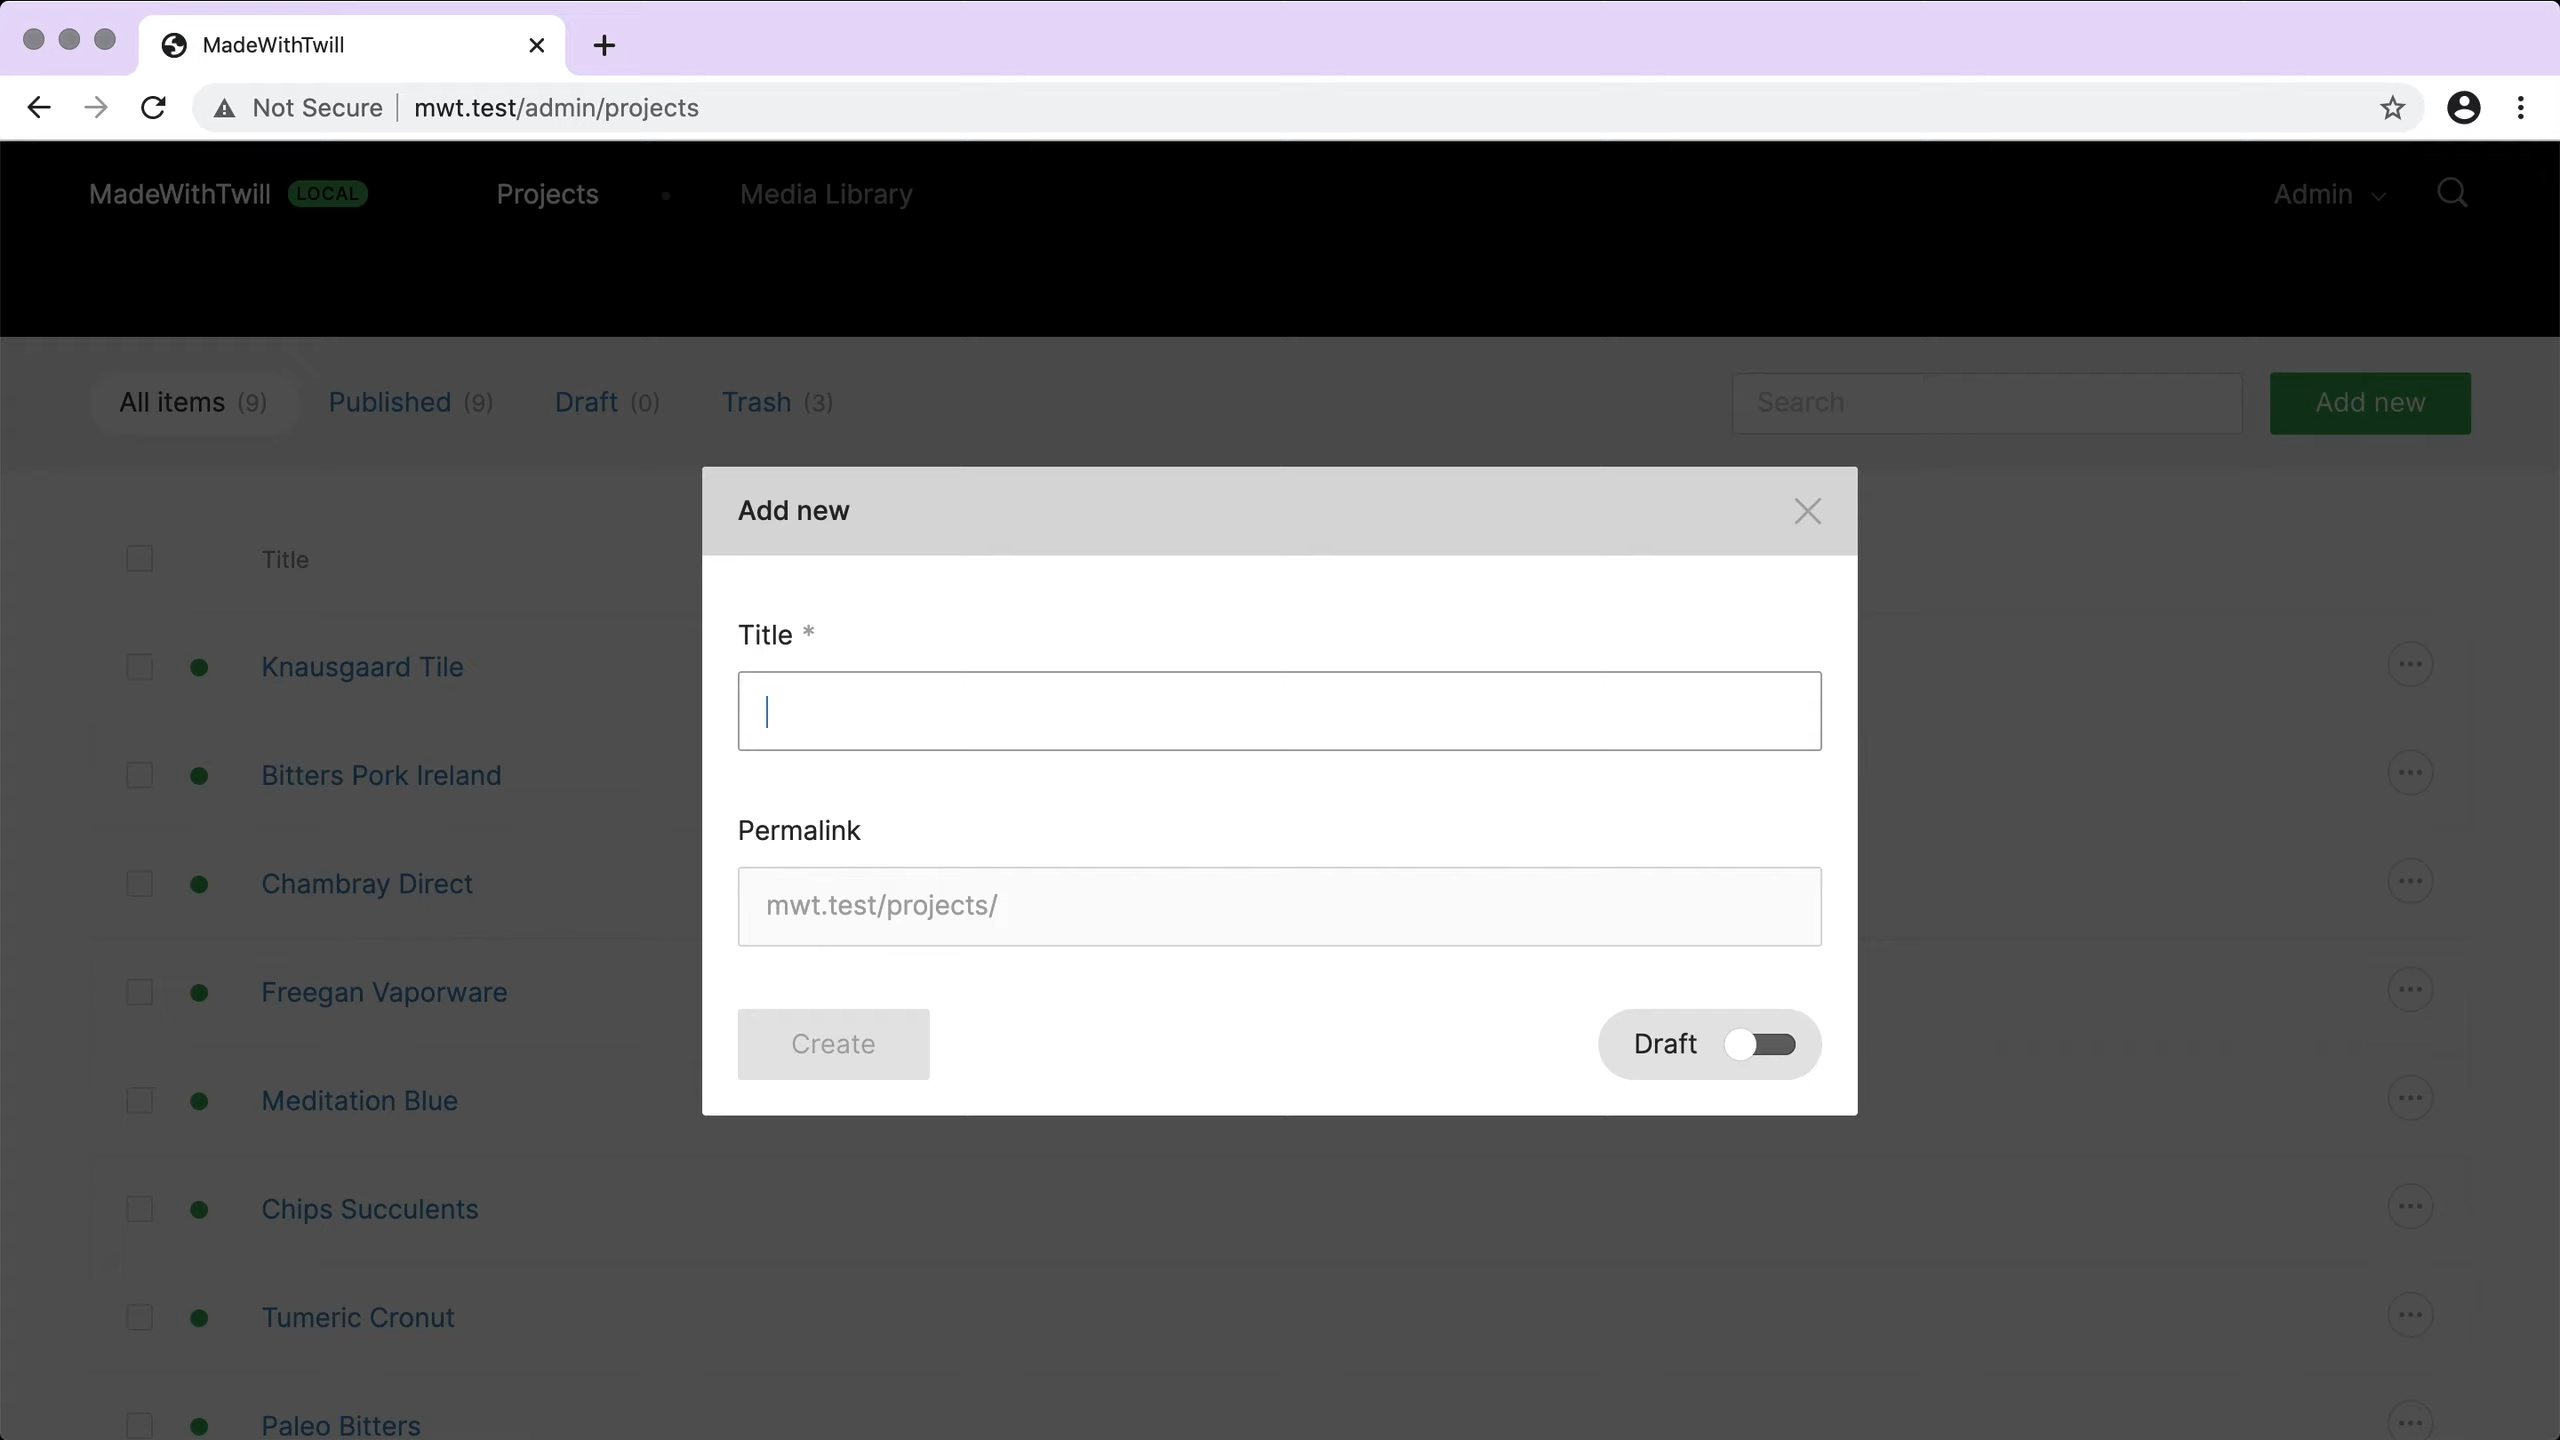 MadeWithTwill
Not Secure mwt.test/admin/projects
MadeWithTwill LOCAL Projects Media Library Admin
All items (9) Published (9) Draft (0) Trash (3) Search Add new
Add new
Title
Title *
Knausgaard Tile
Bitters Pork Ireland
Permalink
Chambray Direct
mwt.test/projects/
Freegan Vaporware
Create Draft
Meditation Blue
Chips Succulents
Tumeric Cronut
Paleo Bitters